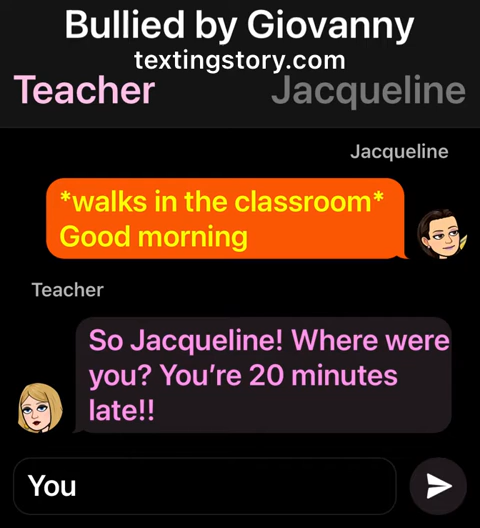 Bullied by Giovanny
textingstory.com
Teacher Jacqueline
Jacqueline
*walks in the classroom*
Good morning
Teacher
So Jacqueline! Where were
you? You’re 20 minutes
late!!
You